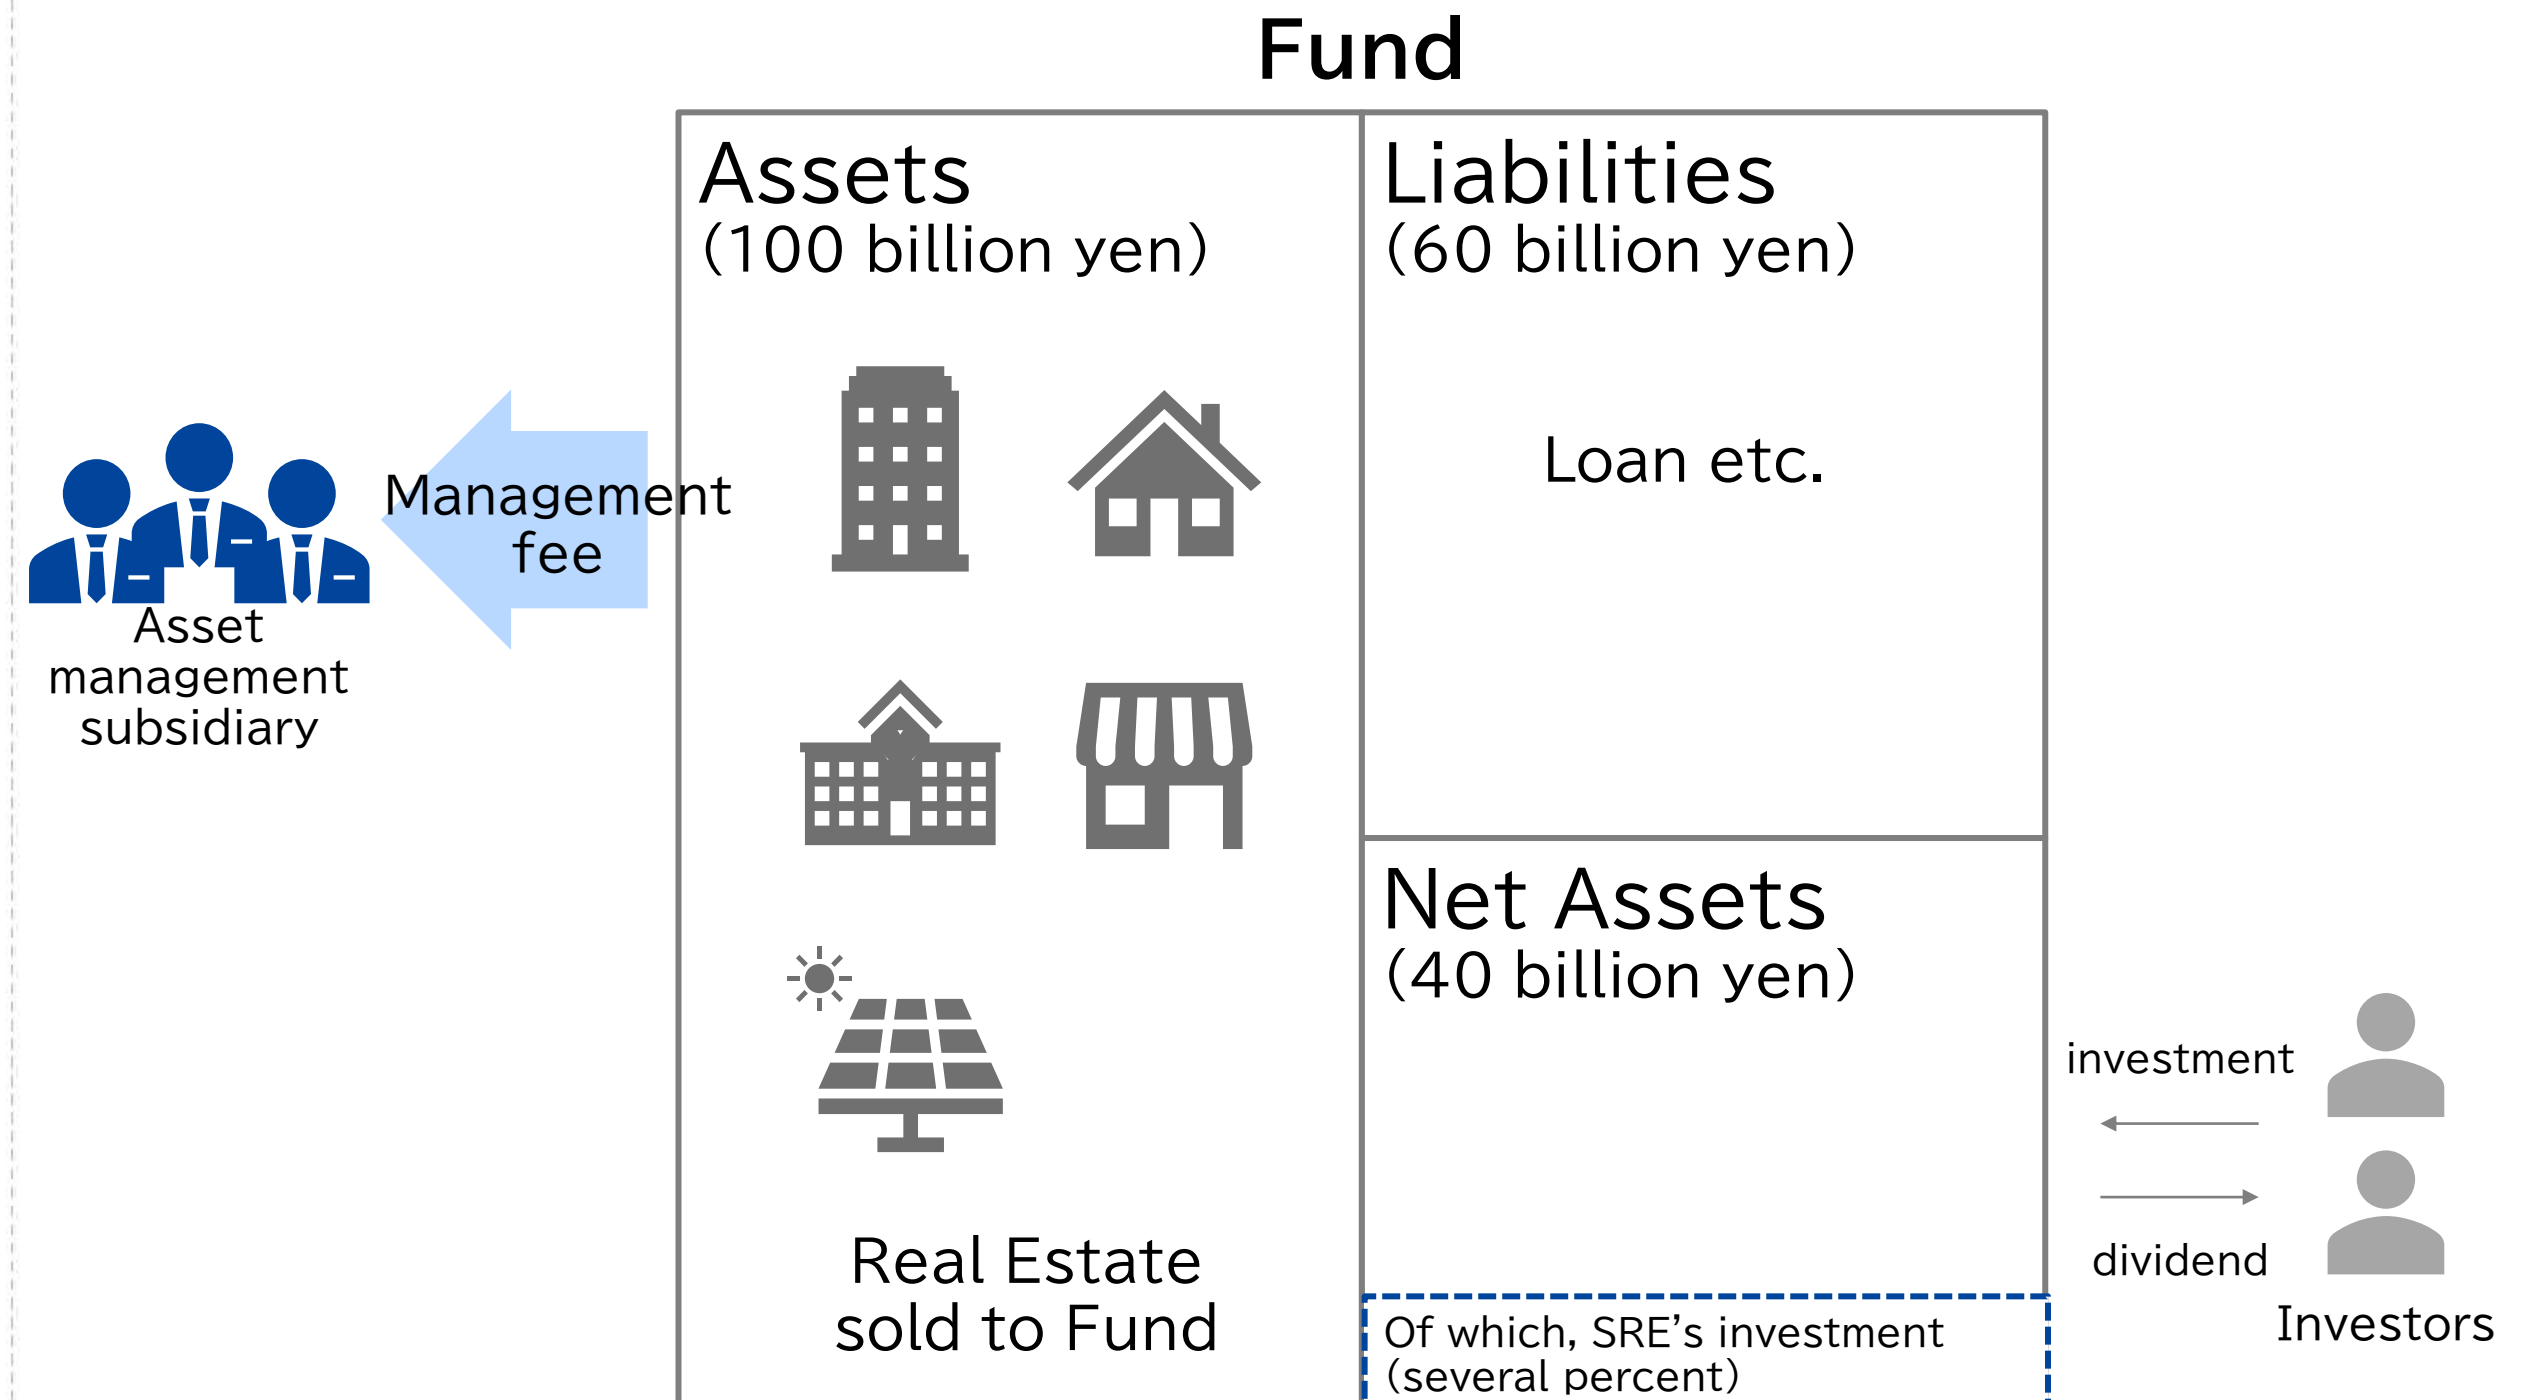 Fund
Assets
(100 billion yen)
Liabilities
(60 billion yen)
Loan etc.
Management
fee
Asset
management
subsidiary
Net Assets
(40 billion yen)
investment
dividend
Investors
Real Estate
sold to Fund
Of which, SRE’s investment
(several percent)